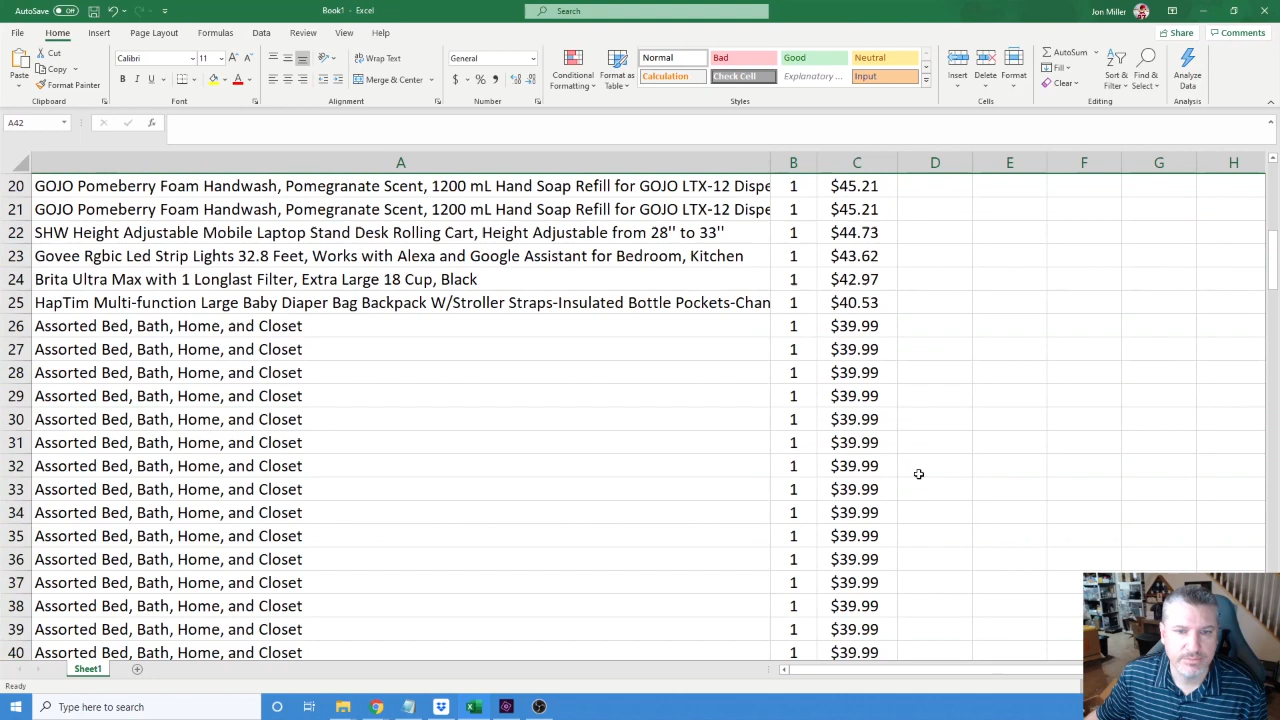 AutoSave Off Book1 - Excel Search Jon Miller
File Home Insert Page Layout Formulas Data Review View Help Share Comments
Paste Cut Copy Format Painter Clipboard
Calibri 11 A A B I U A Font
Wrap Text Merge & Center Alignment
General $ % , Number
Conditional Formatting Format as Table
Normal Bad Good Neutral
Calculation Check Cell Explanatory ... Input
Styles
Insert Delete Format Cells
AutoSum Fill Clear Sort & Filter Find & Select Editing
Analyze Data Analysis
A42 fx
A B C D E F G H
20 GOJO Pomeberry Foam Handwash, Pomegranate Scent, 1200 mL Hand Soap Refill for GOJO LTX-12 Dispe 1 $45.21
21 GOJO Pomeberry Foam Handwash, Pomegranate Scent, 1200 mL Hand Soap Refill for GOJO LTX-12 Dispe 1 $45.21
22 SHW Height Adjustable Mobile Laptop Stand Desk Rolling Cart, Height Adjustable from 28'' to 33'' 1 $44.73
23 Govee Rgbic Led Strip Lights 32.8 Feet, Works with Alexa and Google Assistant for Bedroom, Kitchen 1 $43.62
24 Brita Ultra Max with 1 Longlast Filter, Extra Large 18 Cup, Black 1 $42.97
25 HapTim Multi-function Large Baby Diaper Bag Backpack W/Stroller Straps-Insulated Bottle Pockets-Chan 1 $40.53
26 Assorted Bed, Bath, Home, and Closet 1 $39.99
27 Assorted Bed, Bath, Home, and Closet 1 $39.99
28 Assorted Bed, Bath, Home, and Closet 1 $39.99
29 Assorted Bed, Bath, Home, and Closet 1 $39.99
30 Assorted Bed, Bath, Home, and Closet 1 $39.99
31 Assorted Bed, Bath, Home, and Closet 1 $39.99
32 Assorted Bed, Bath, Home, and Closet 1 $39.99
33 Assorted Bed, Bath, Home, and Closet 1 $39.99
34 Assorted Bed, Bath, Home, and Closet 1 $39.99
35 Assorted Bed, Bath, Home, and Closet 1 $39.99
36 Assorted Bed, Bath, Home, and Closet 1 $39.99
37 Assorted Bed, Bath, Home, and Closet 1 $39.99
38 Assorted Bed, Bath, Home, and Closet 1 $39.99
39 Assorted Bed, Bath, Home, and Closet 1 $39.99
40 Assorted Bed, Bath, Home, and Closet 1 $39.99
Sheet1
Ready
Type here to search